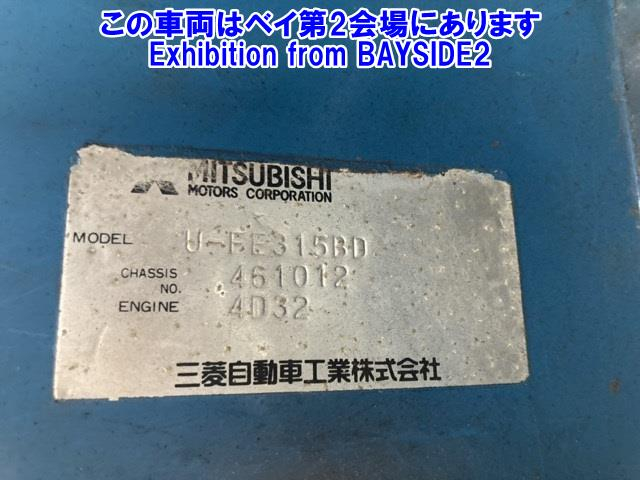 この車両はベイ第2会場にあります
Exhibition from BAYSIDE2
MITSUBISHI
MOTORS CORPORATION
MODEL U-FE315BD
CHASSIS NO. 461012
ENGINE 4D32
三菱自動車工業株式会社